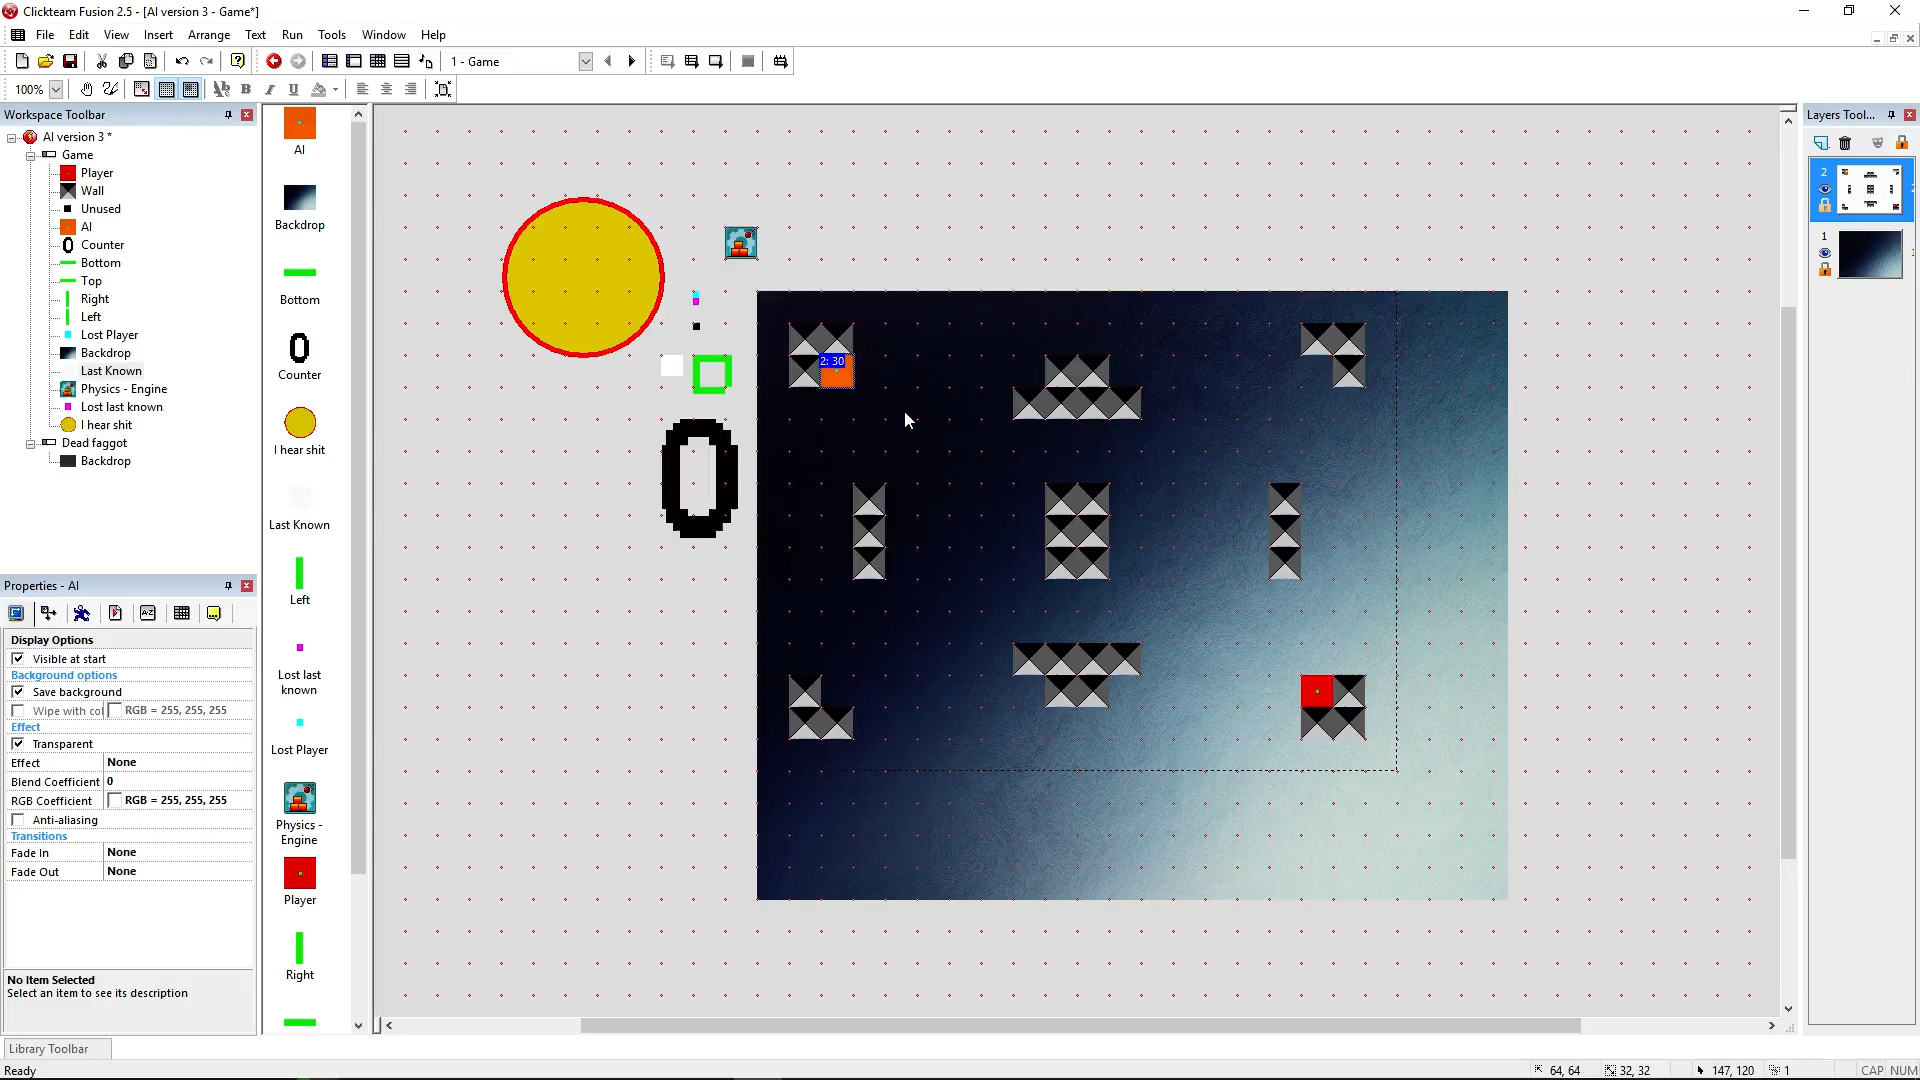 Clickteam Fusion 2.5 - [AI version 3 - Game*]
File Edit View Insert Arrange Text Run Tools Window Help
1 - Game
100%
Workspace Toolbar
AI version 3 *
Game
Player
Wall
Unused
AI
Counter
Bottom
Top
Right
Left
Lost Player
Backdrop
Last Known
Physics - Engine
Lost last known
I hear shit
Dead faggot
Backdrop
Properties - AI
Display Options
Visible at start
Background options
Save background
Wipe with col RGB = 255, 255, 255
Effect
Transparent
Effect None
Blend Coefficient 0
RGB Coefficient RGB = 255, 255, 255
Anti-aliasing
Transitions
Fade In None
Fade Out None
No Item Selected
Select an item to see its description
Library Toolbar
Ready
AI
Backdrop
Bottom
0
Counter
I hear shit
Last Known
Left
Lost last
known
Lost Player
Physics -
Engine
Player
Right
2: 30
0
Layers Tool...
2
1
64, 64
32, 32
147, 120
1
CAP NUM